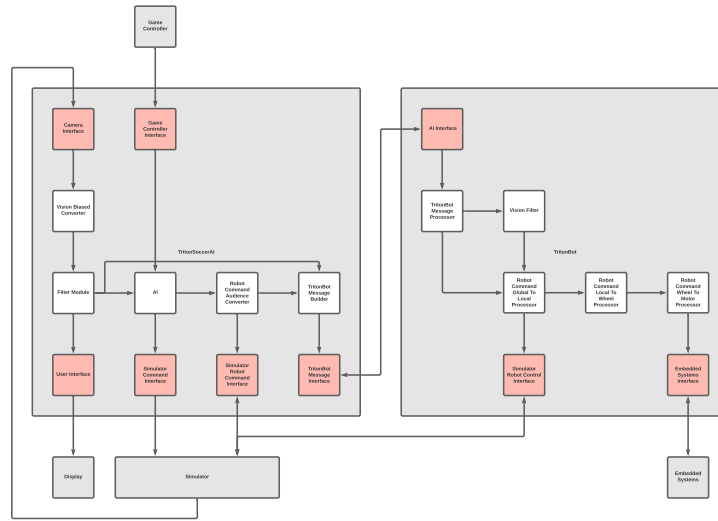 Game
Controller
Camera
Interface
Game
Controller
Interface
AI Interface
Vision Biased
Converter
TritonBot
Message
Processor
Vision Filter
TritonSoccerAI
TritonBot
Filter Module
AI
Robot
Command
Audience
Converter
TritonBot
Message
Builder
Robot
Command
Global To
Local
Processor
Robot
Command
Local To
Wheel
Processor
Robot
Command
Wheel To
Motor
Processor
User Interface
Simulator
Command
Interface
Simulator
Robot
Command
Interface
TritonBot
Message
Interface
Simulator
Robot Control
Interface
Embedded
Systems
Interface
Display
Simulator
Embedded
Systems